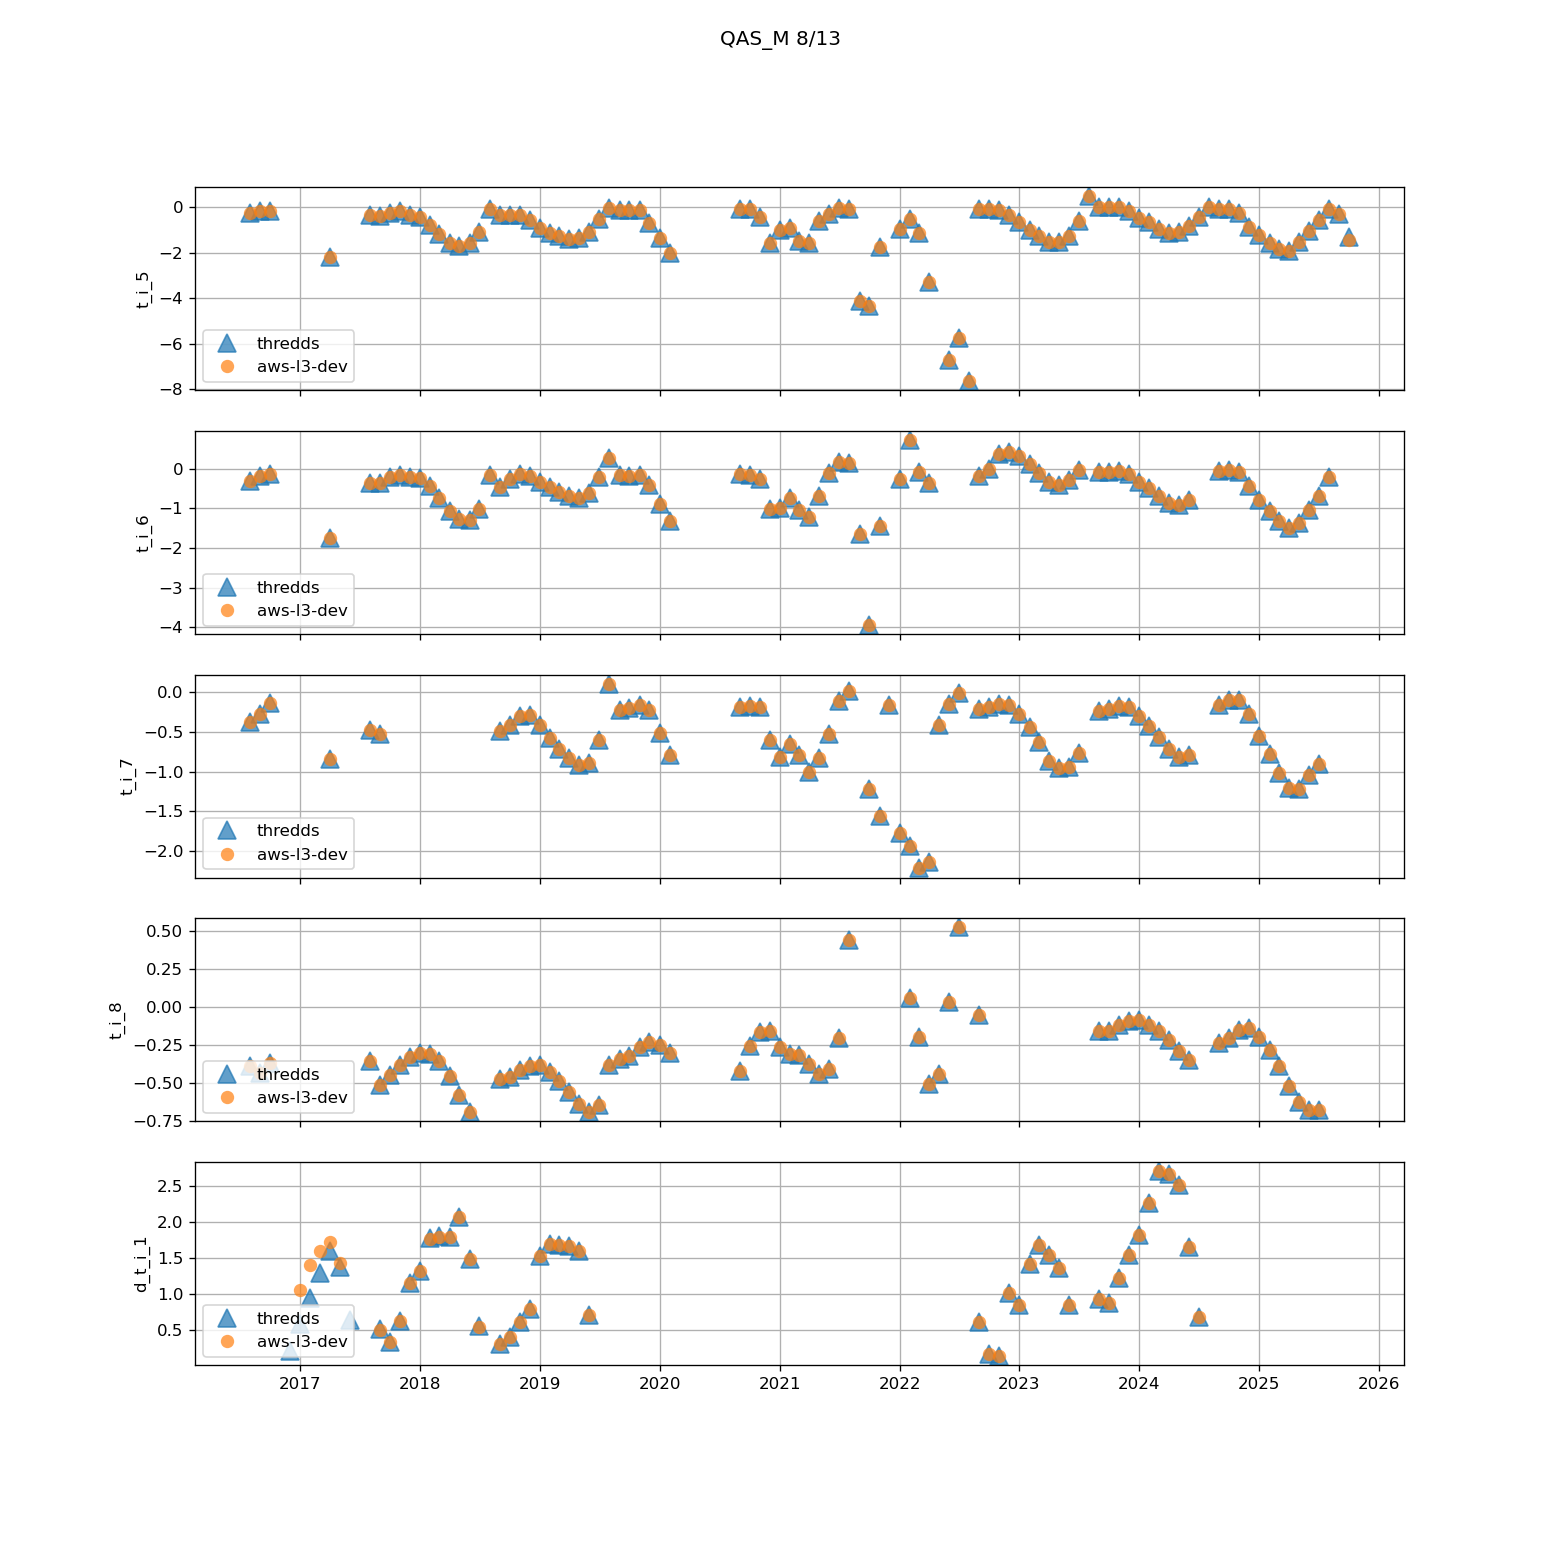 QAS_M 8/13
0
−2
−4
−6
−8
t_i_5
thredds
aws-l3-dev
0
−1
−2
−3
−4
t_i_6
thredds
aws-l3-dev
0.0
−0.5
−1.0
−1.5
−2.0
t_i_7
thredds
aws-l3-dev
0.50
0.25
0.00
−0.25
−0.50
−0.75
t_i_8
thredds
aws-l3-dev
2.5
2.0
1.5
1.0
0.5
d_t_i_1
thredds
aws-l3-dev
2017 2018 2019 2020 2021 2022 2023 2024 2025 2026